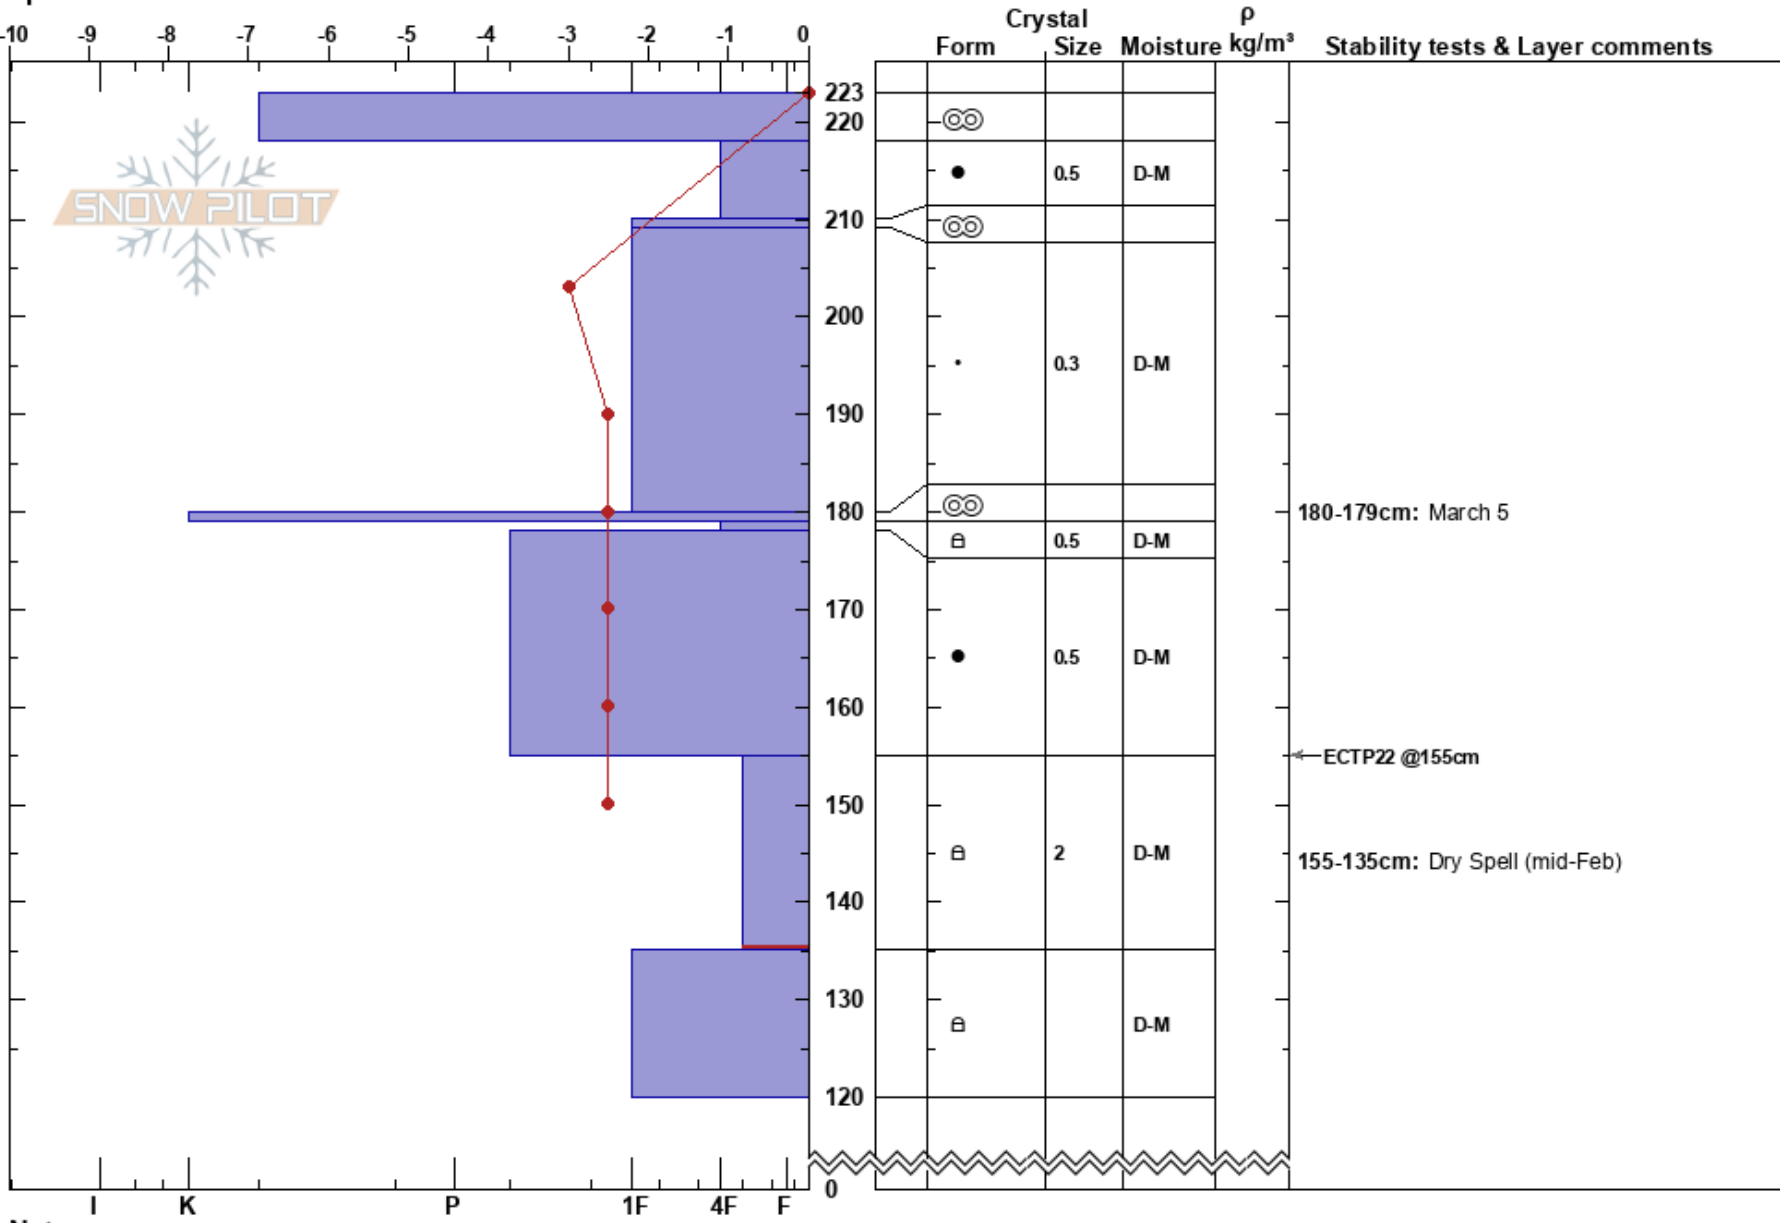 Crystal ρ
-10 -9 -8 -7 -6 -5 -4 -3 -2 -1 0 Form Size Moisture kg/m³ Stability tests & Layer comments
223
220
0.5 D-M
SNOW PILOT
210
200
0.3 D-M
190
180 180-179cm: March 5
0.5 D-M
170
0.5 D-M
160
ECTP22 @155cm
150
2 D-M 155-135cm: Dry Spell (mid-Feb)
140
130
D-M
120
0
I K P 1F 4F F